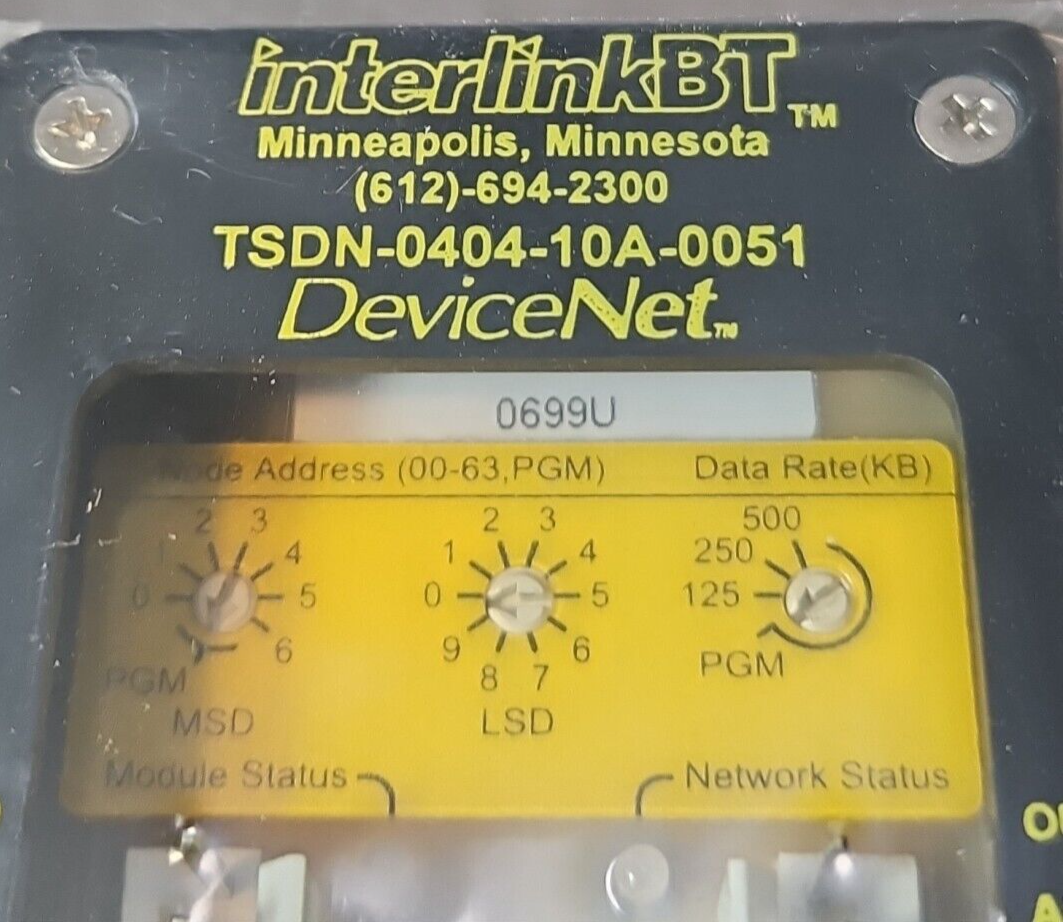 interlinkBT™
Minneapolis, Minnesota
(612)-694-2300
TSDN-0404-10A-0051
DeviceNet™
0699U
Node Address (00-63,PGM) Data Rate(KB)
2 3 2 3 500
1 4 1 4 250
0 5 0 5 125
6 9 6 PGM
PGM 8 7
MSD LSD
Module Status Network Status